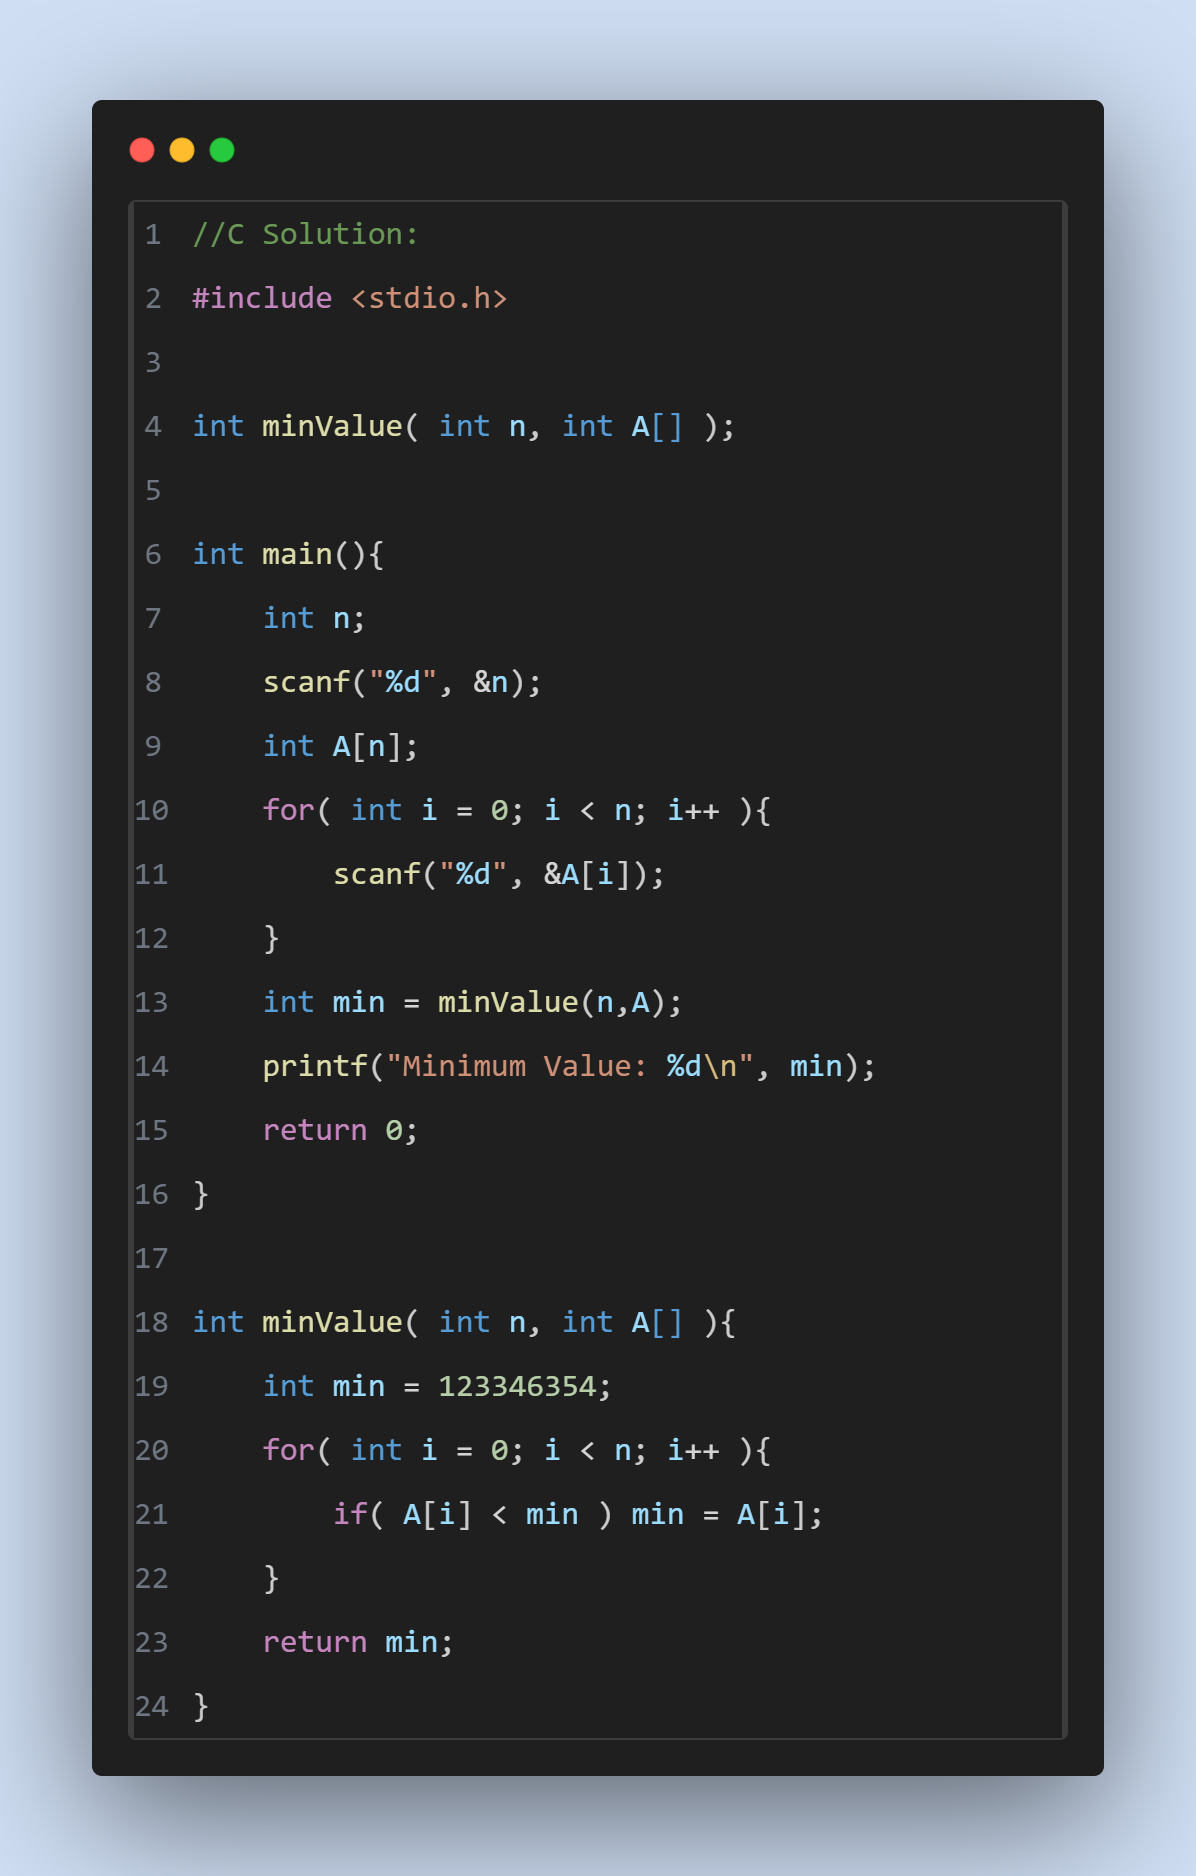 1 //C Solution:
2 #include <stdio.h>
3
4 int minValue( int n, int A[] );
5
6 int main(){
7     int n;
8     scanf("%d", &n);
9     int A[n];
10     for( int i = 0; i < n; i++ ){
11         scanf("%d", &A[i]);
12     }
13     int min = minValue(n,A);
14     printf("Minimum Value: %d\n", min);
15     return 0;
16 }
17
18 int minValue( int n, int A[] ){
19     int min = 123346354;
20     for( int i = 0; i < n; i++ ){
21         if( A[i] < min ) min = A[i];
22     }
23     return min;
24 }